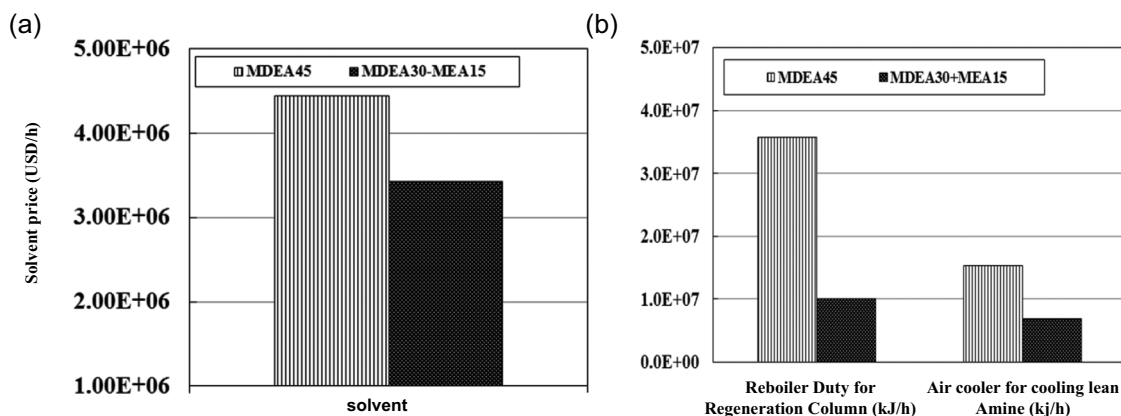 (a)
5.00E+06
4.00E+06
3.00E+06
2.00E+06
1.00E+06
Solvent price (USD/h)
MDEA45 MDEA30-MEA15
solvent
(b)
5.0E+07
4.0E+07
3.0E+07
2.0E+07
1.0E+07
0.0E+00
MDEA45 MDEA30+MEA15
Reboiler Duty for
Regeneration Column (kJ/h)
Air cooler for cooling lean
Amine (kj/h)